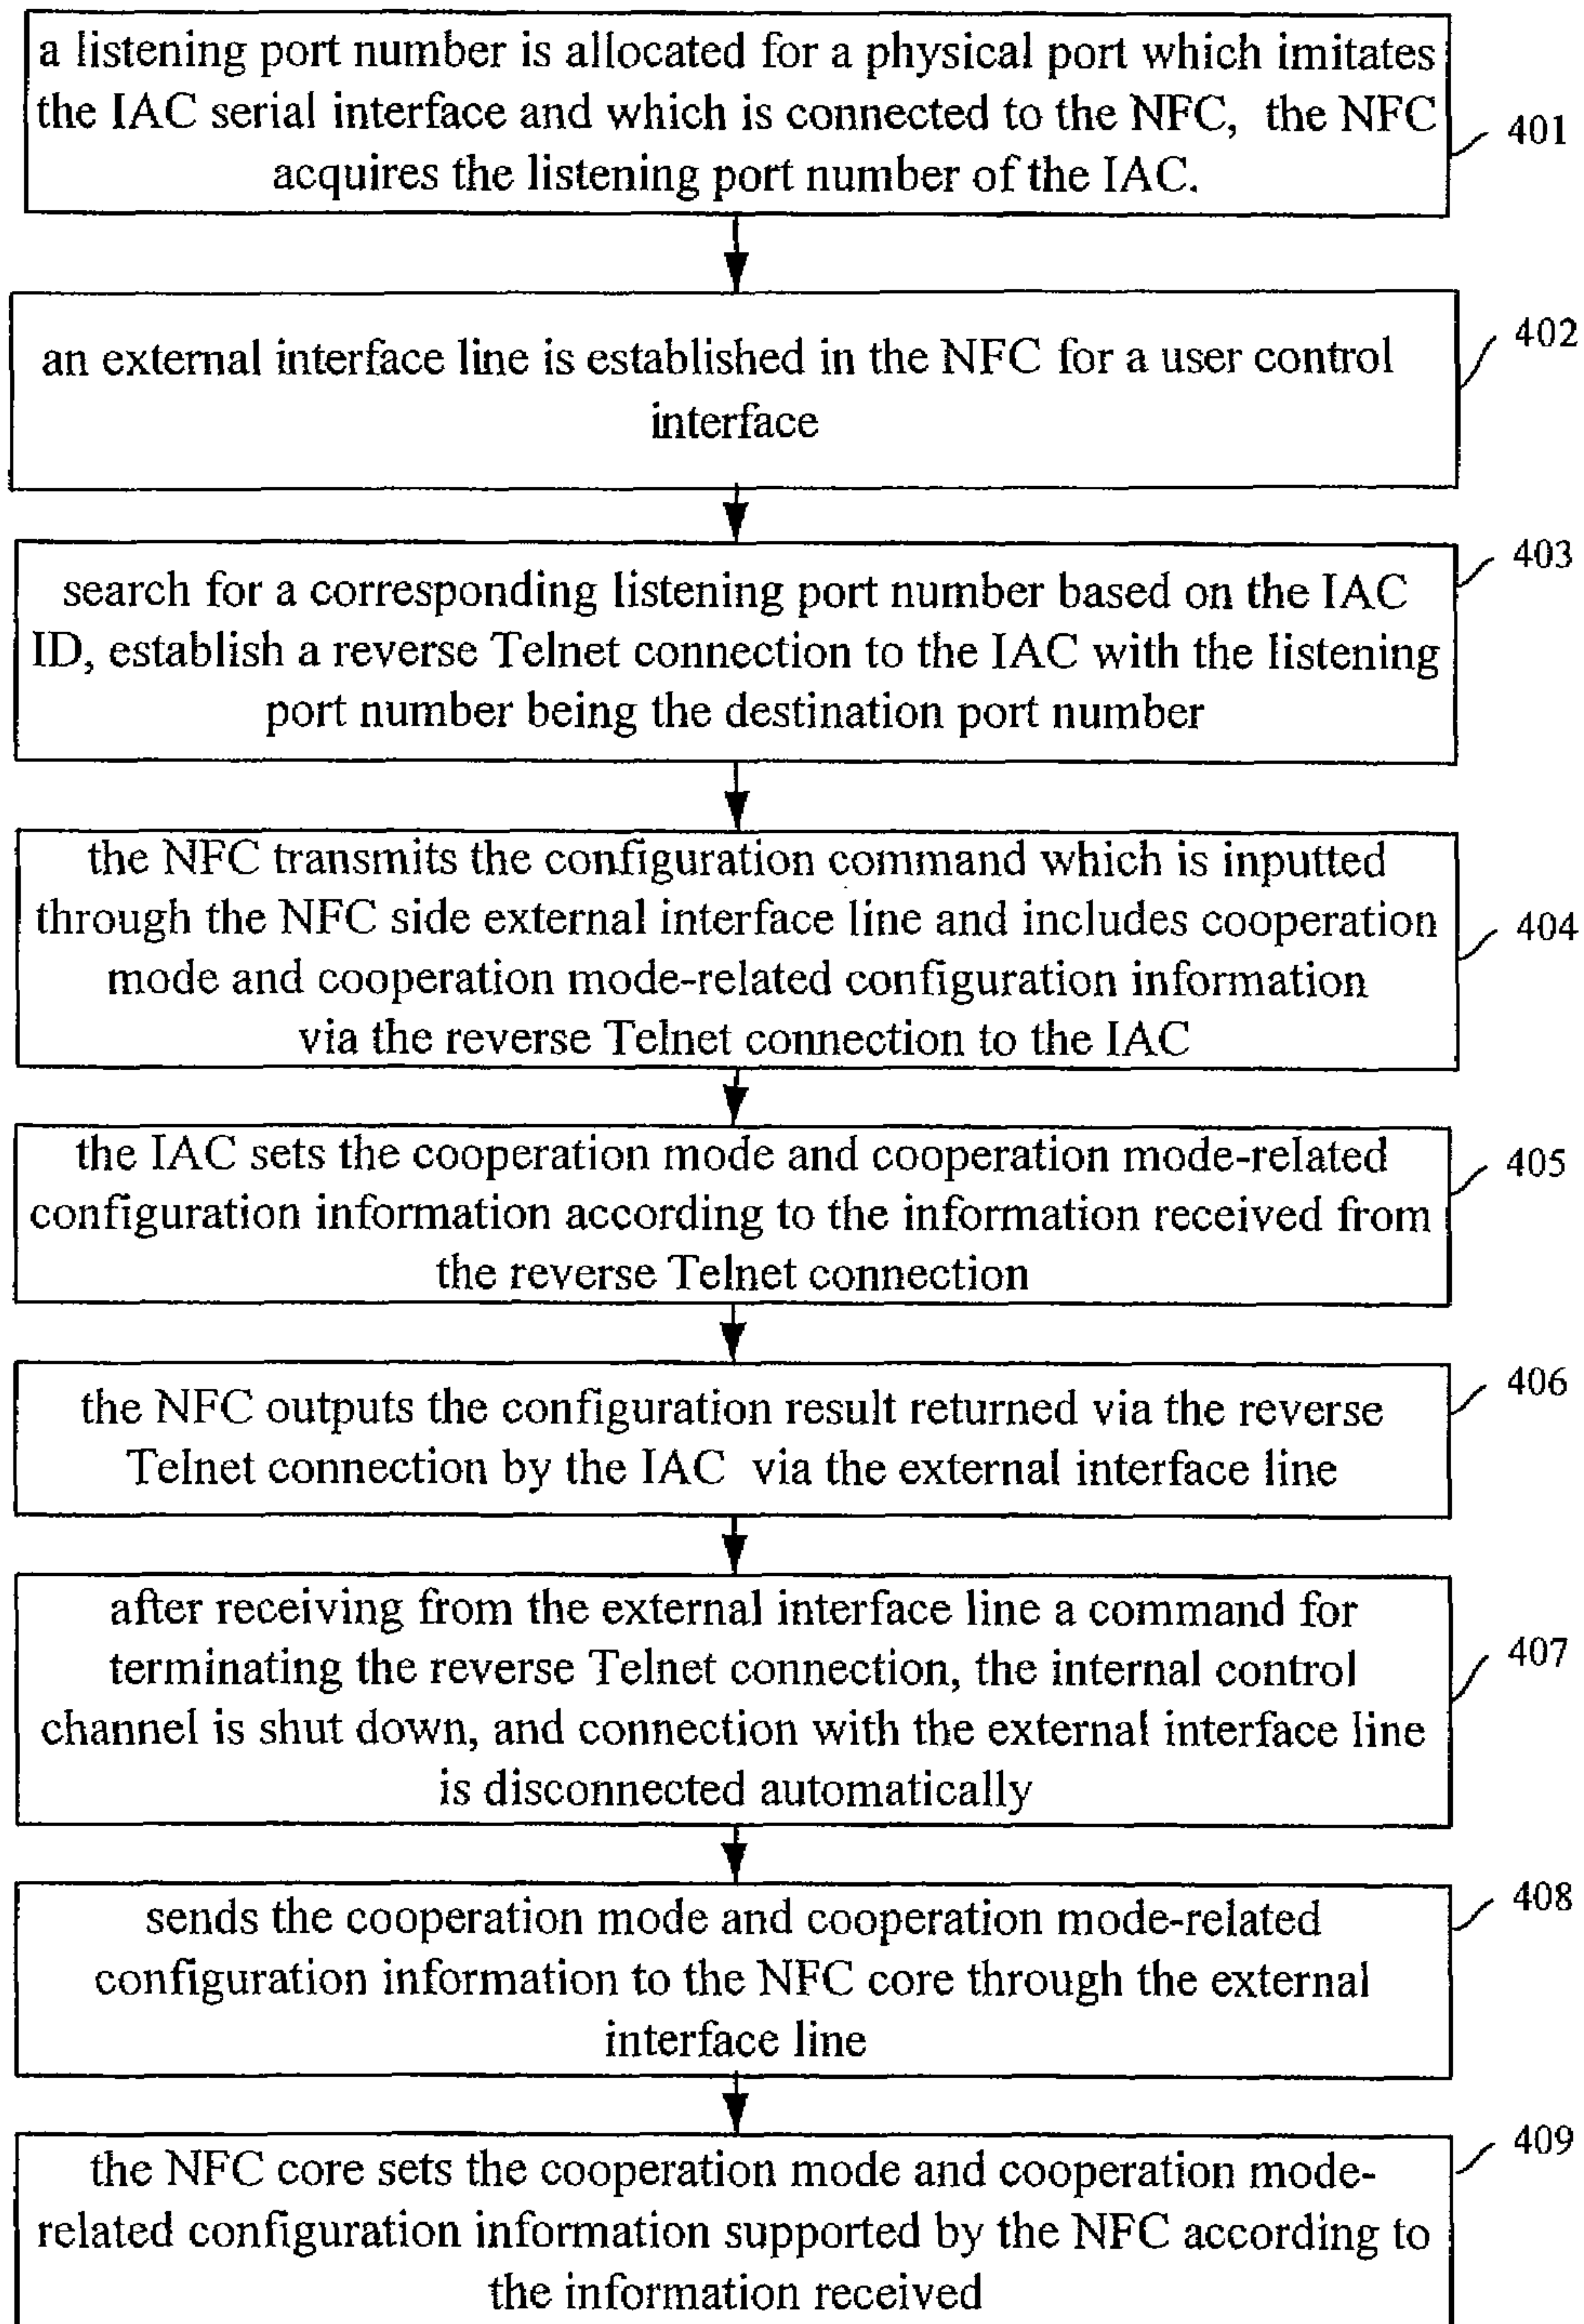 a listening port number is allocated for a physical port which imitates
the IAC serial interface and which is connected to the NFC, the NFC
acquires the listening port number of the IAC.
401
an external interface line is established in the NFC for a user control
interface
402
search for a corresponding listening port number based on the IAC
ID, establish a reverse Telnet connection to the IAC with the listening
port number being the destination port number
403
the NFC transmits the configuration command which is inputted
through the NFC side external interface line and includes cooperation
mode and cooperation mode-related configuration information
via the reverse Telnet connection to the IAC
404
the IAC sets the cooperation mode and cooperation mode-related
configuration information according to the information received from
the reverse Telnet connection
405
the NFC outputs the configuration result returned via the reverse
Telnet connection by the IAC via the external interface line
406
after receiving from the external interface line a command for
terminating the reverse Telnet connection, the internal control
channel is shut down, and connection with the external interface line
is disconnected automatically
407
sends the cooperation mode and cooperation mode-related
configuration information to the NFC core through the external
interface line
408
the NFC core sets the cooperation mode and cooperation mode-
related configuration information supported by the NFC according to
the information received
409